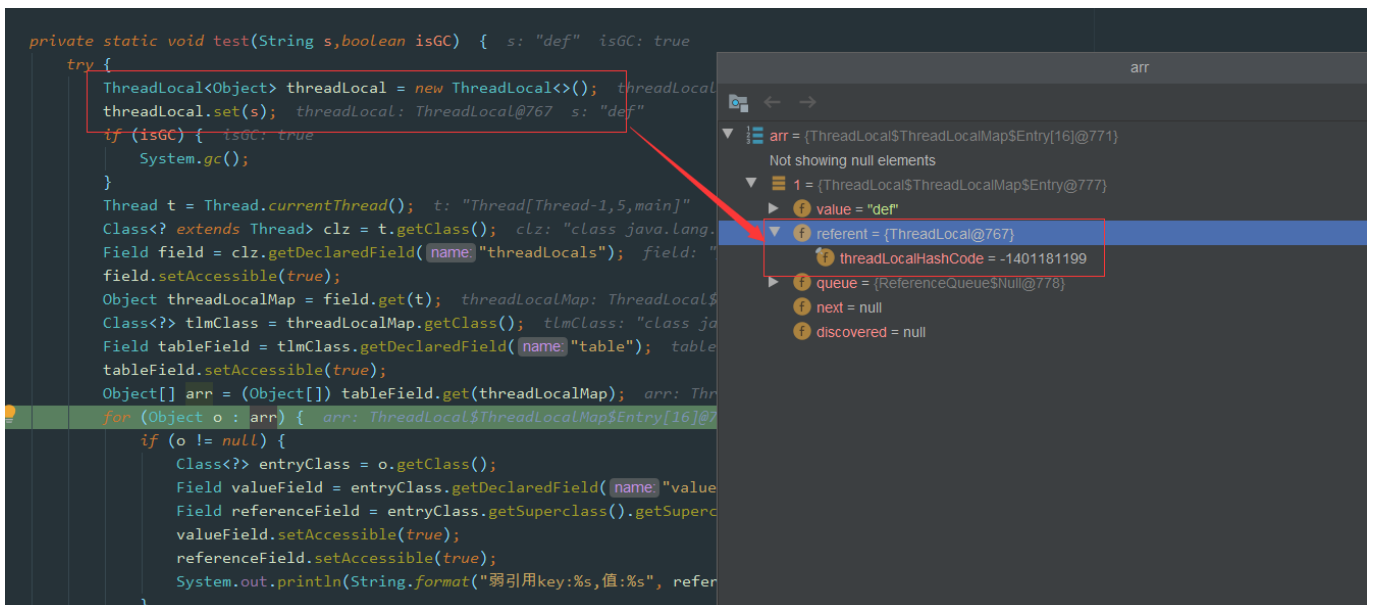 private static void test(String s,boolean isGC) { s: "def" isGC: true
try {
ThreadLocal<Object> threadLocal = new ThreadLocal<>(); threadLocal
threadLocal.set(s); threadLocal: ThreadLocal@767 s: "def"
if (isGC) { isGC: true
System.gc();
}
Thread t = Thread.currentThread(); t: "Thread[Thread-1,5,main]"
Class<? extends Thread> clz = t.getClass(); clz: "class java.lang.
Field field = clz.getDeclaredField( name: "threadLocals"); field: "
field.setAccessible(true);
Object threadLocalMap = field.get(t); threadLocalMap: ThreadLocal$
Class<?> tlmClass = threadLocalMap.getClass(); tlmClass: "class ja
Field tableField = tlmClass.getDeclaredField( name: "table"); table
tableField.setAccessible(true);
Object[] arr = (Object[]) tableField.get(threadLocalMap); arr: Thr
for (Object o : arr) { arr: ThreadLocal$ThreadLocalMap$Entry[16]@7
if (o != null) {
Class<?> entryClass = o.getClass();
Field valueField = entryClass.getDeclaredField( name: "value
Field referenceField = entryClass.getSuperclass().getSuperc
valueField.setAccessible(true);
referenceField.setAccessible(true);
System.out.println(String.format("弱引用key:%s,值:%s", refer
}
arr
arr = {ThreadLocal$ThreadLocalMap$Entry[16]@771}
Not showing null elements
1 = {ThreadLocal$ThreadLocalMap$Entry@777}
f value = "def"
f referent = {ThreadLocal@767}
f threadLocalHashCode = -1401181199
f queue = {ReferenceQueue$Null@778}
f next = null
f discovered = null